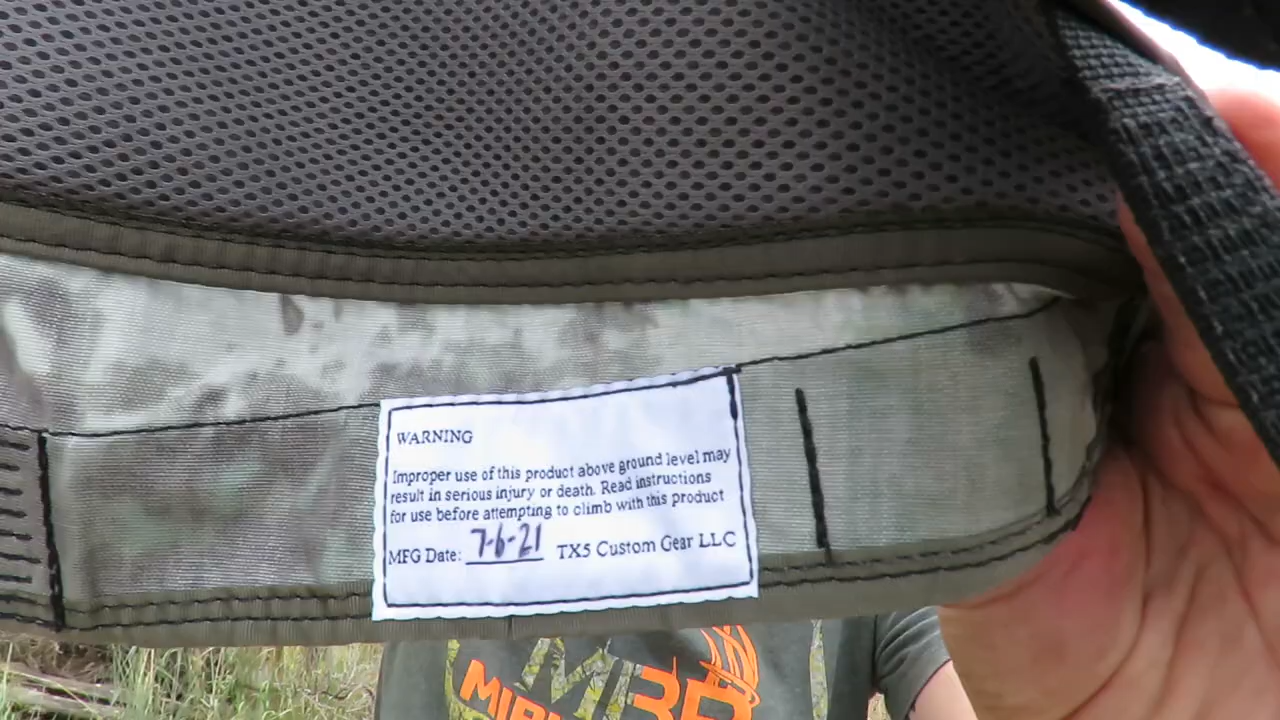 WARNING
Improper use of this product above ground level may
result in serious injury or death. Read instructions
for use before attempting to climb with this product
MFG Date: 7-6-21 TX5 Custom Gear LLC